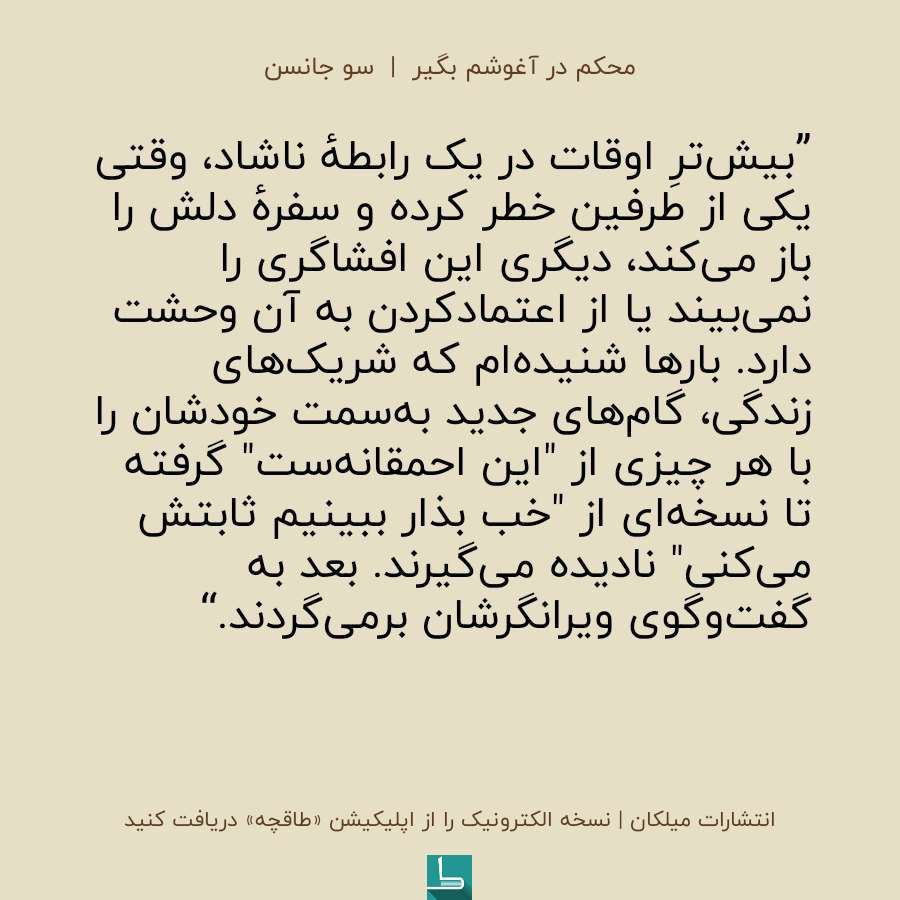 محکم در آغوشم بگیر | سو جانسن
”بیش‌ترِ اوقات در یک رابطهٔ ناشاد، وقتی
یکی از طرفین خطر کرده و سفرهٔ دلش را
باز می‌کند، دیگری این افشاگری را
نمی‌بیند یا از اعتمادکردن به آن وحشت
دارد. بارها شنیده‌ام که شریک‌های
زندگی، گام‌های جدید به‌سمت خودشان را
با هر چیزی از "این احمقانه‌ست" گرفته
تا نسخه‌ای از "خب بذار ببینیم ثابتش
می‌کنی" نادیده می‌گیرند. بعد به
گفت‌وگوی ویرانگرشان برمی‌گردند.“
انتشارات میلکان | نسخه الکترونیک را از اپلیکیشن «طاقچه» دریافت کنید